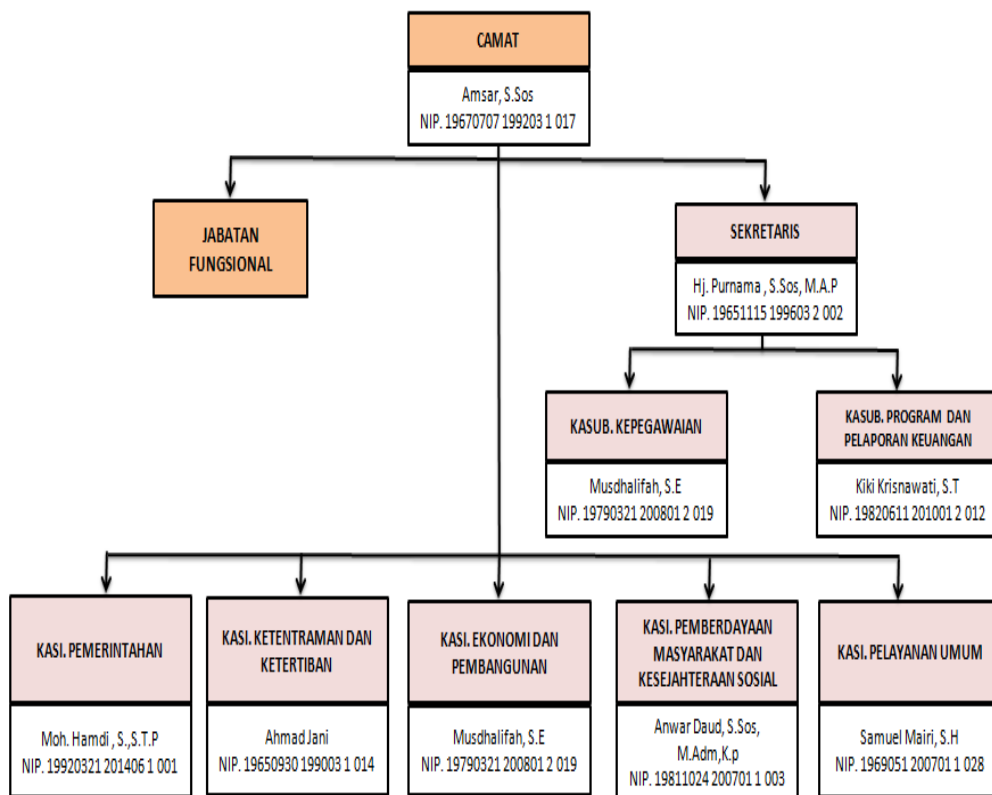 CAMAT
Amsar, S.Sos
NIP. 19670707 199203 1 017
JABATAN
FUNGSIONAL
SEKRETARIS
Hj. Purnama , S.Sos, M.A.P
NIP. 19651115 199603 2 002
KASUB. KEPEGAWAIAN
Musdhalifah, S.E
NIP. 19790321 200801 2 019
KASUB. PROGRAM DAN
PELAPORAN KEUANGAN
Kiki Krisnawati, S.T
NIP. 19820611 201001 2 012
KASI. PEMERINTAHAN
Moh. Hamdi , S.,S.T.P
NIP. 19920321 201406 1 001
KASI. KETENTRAMAN DAN
KETERTIBAN
Ahmad Jani
NIP. 19650930 199003 1 014
KASI. EKONOMI DAN
PEMBANGUNAN
Musdhalifah, S.E
NIP. 19790321 200801 2 019
KASI. PEMBERDAYAAN
MASYARAKAT DAN
KESEJAHTERAAN SOSIAL
Anwar Daud, S.Sos,
M.Adm,K.p
NIP. 19811024 200701 1 003
KASI. PELAYANAN UMUM
Samuel Mairi, S.H
NIP. 1969051 200701 1 028